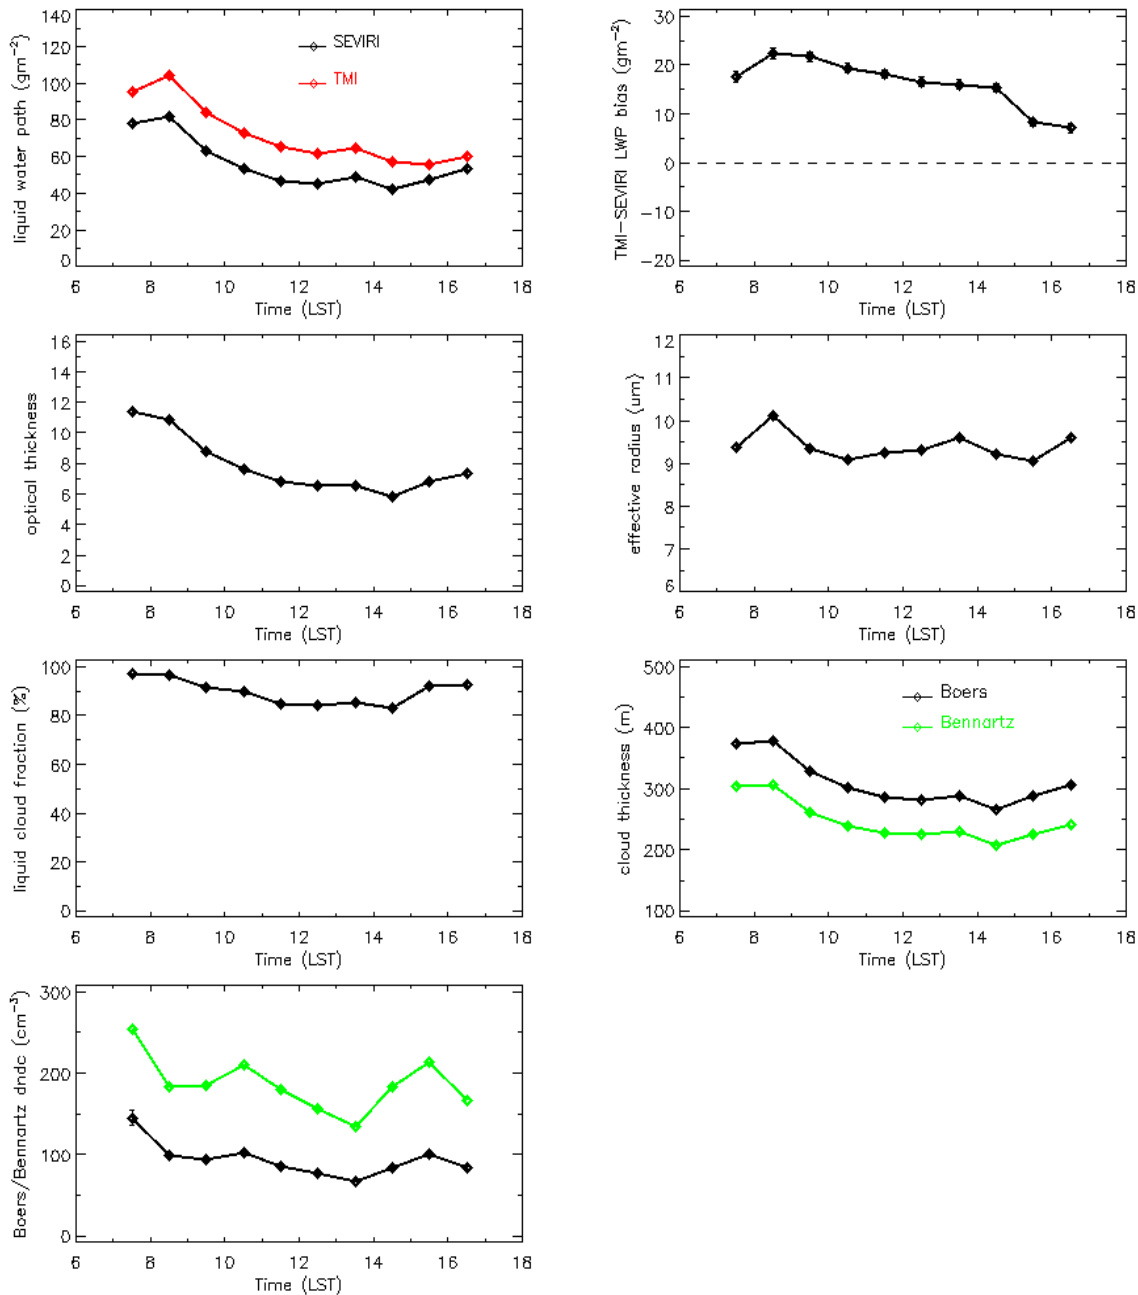 liquid water path (gm⁻²)
140
120
100
80
60
40
20
0
SEVIRI
TMI
6 8 10 12 14 16 18
Time (LST)
TMI-SEVIRI LWP bias (gm⁻²)
30
20
10
0
-10
-20
6 8 10 12 14 16 18
Time (LST)
optical thickness
16
14
12
10
8
6
4
2
0
6 8 10 12 14 16 18
Time (LST)
effective radius (um)
12
11
10
9
8
7
6
6 8 10 12 14 16 18
Time (LST)
liquid cloud fraction (%)
100
80
60
40
20
0
6 8 10 12 14 16 18
Time (LST)
cloud thickness (m)
500
400
300
200
100
Boers
Bennartz
6 8 10 12 14 16 18
Time (LST)
Boers/Bennartz dndc (cm⁻³)
300
200
100
0
6 8 10 12 14 16 18
Time (LST)